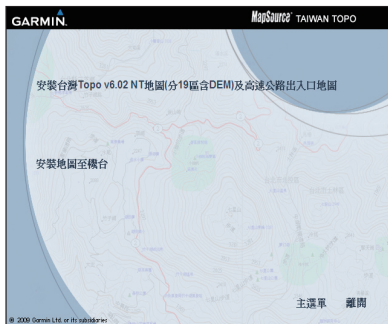 GARMIN.
MapSource TAIWAN TOPO
安裝台灣Topo v6.02 NT地圖(分19區含DEM)及高速公路出入口地圖
安裝地圖至機台
主選單 離開
© 2009 Garmin Ltd. or its subsidiaries